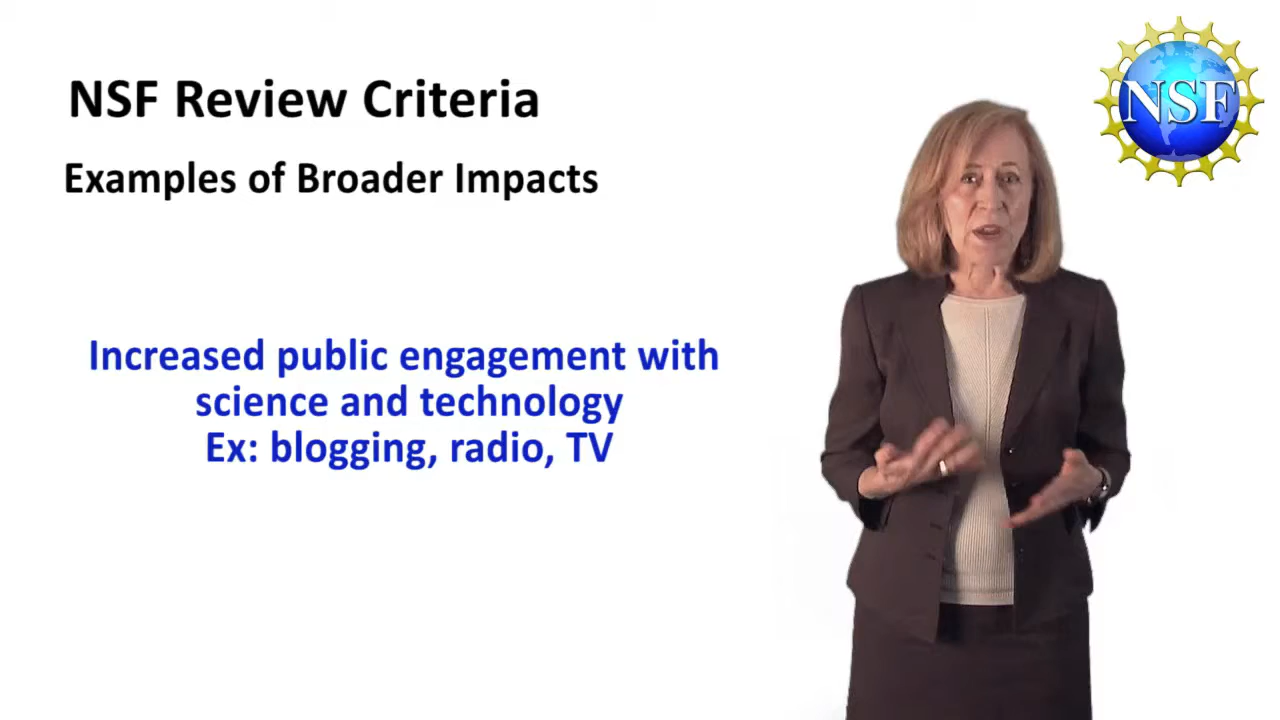 NSF Review Criteria
NSF
Examples of Broader Impacts
Increased public engagement with
science and technology
Ex: blogging, radio, TV